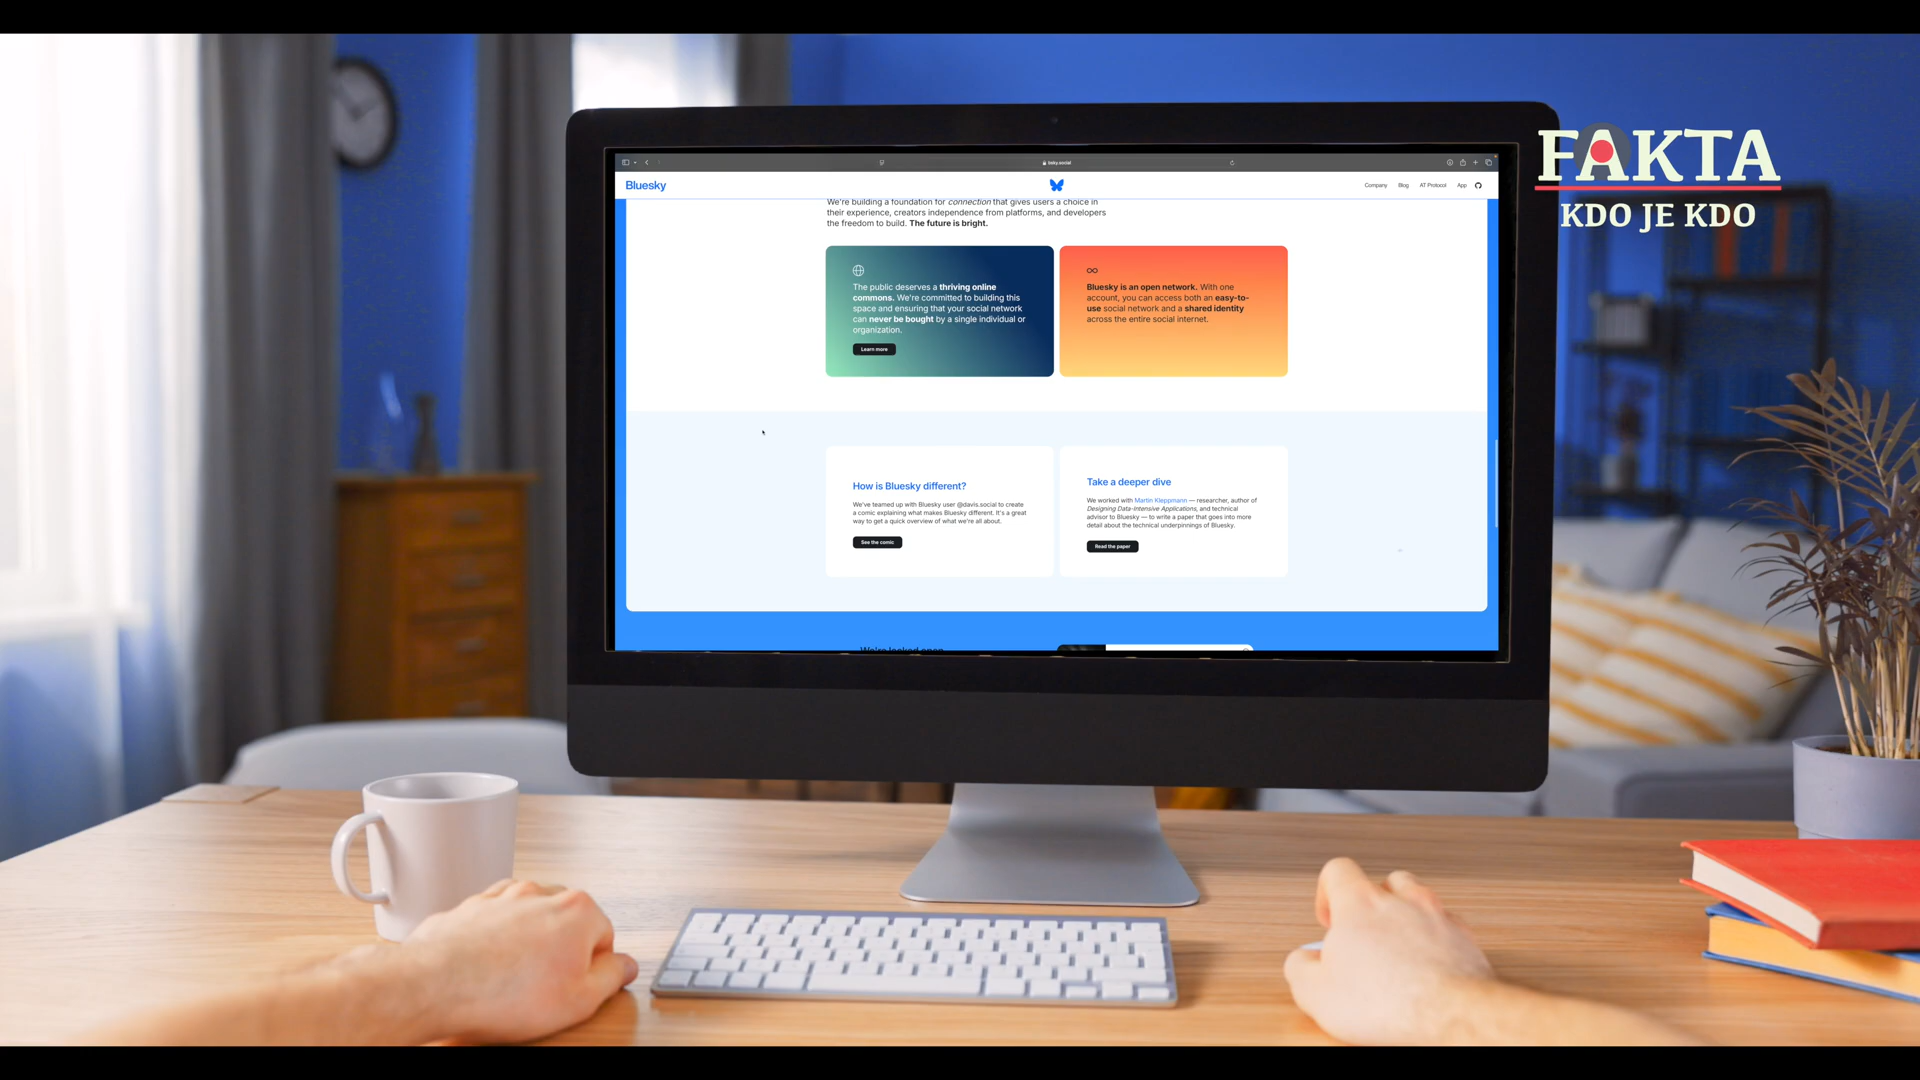 FAKTA
KDO JE KDO
bsky.social
Bluesky
Company Blog AT Protocol App
We're building a foundation for connection that gives users a choice in
their experience, creators independence from platforms, and developers
the freedom to build. The future is bright.
The public deserves a thriving online
commons. We're committed to building this
space and ensuring that your social network
can never be bought by a single individual or
organization.
Learn more
Bluesky is an open network. With one
account, you can access both an easy-to-
use social network and a shared identity
across the entire social internet.
How is Bluesky different?
We've teamed up with Bluesky user @davis.social to create
a comic explaining what makes Bluesky different. It's a great
way to get a quick overview of what we're all about.
See the comic
Take a deeper dive
We worked with Martin Kleppmann — researcher, author of
Designing Data-Intensive Applications, and technical
advisor to Bluesky — to write a paper that goes into more
detail about the technical underpinnings of Bluesky.
Read the paper
We're locked open